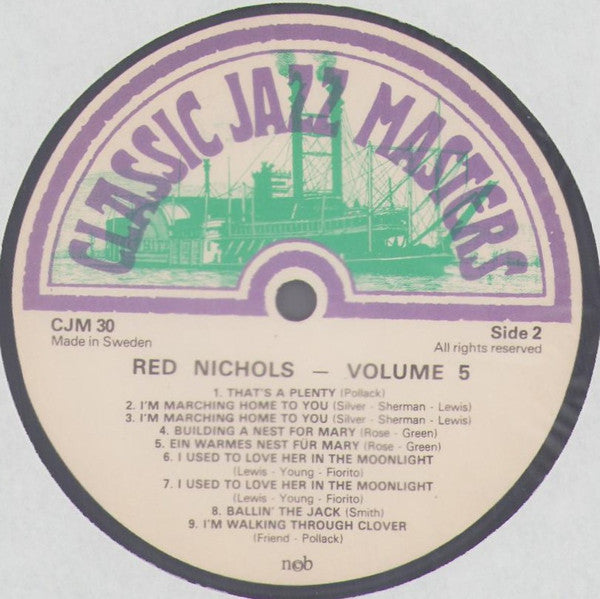 CLASSIC JAZZ MASTERS
CJM 30
Made in Sweden
Side 2
All rights reserved
RED NICHOLS — VOLUME 5
1. THAT'S A PLENTY (Pollack)
2. I'M MARCHING HOME TO YOU (Silver - Sherman - Lewis)
3. I'M MARCHING HOME TO YOU (Silver - Sherman - Lewis)
4. BUILDING A NEST FOR MARY (Rose - Green)
5. EIN WARMES NEST FÜR MARY (Rose - Green)
6. I USED TO LOVE HER IN THE MOONLIGHT
(Lewis - Young - Fiorito)
7. I USED TO LOVE HER IN THE MOONLIGHT
(Lewis - Young - Fiorito)
8. BALLIN' THE JACK (Smith)
9. I'M WALKING THROUGH CLOVER
(Friend - Pollack)
ncb